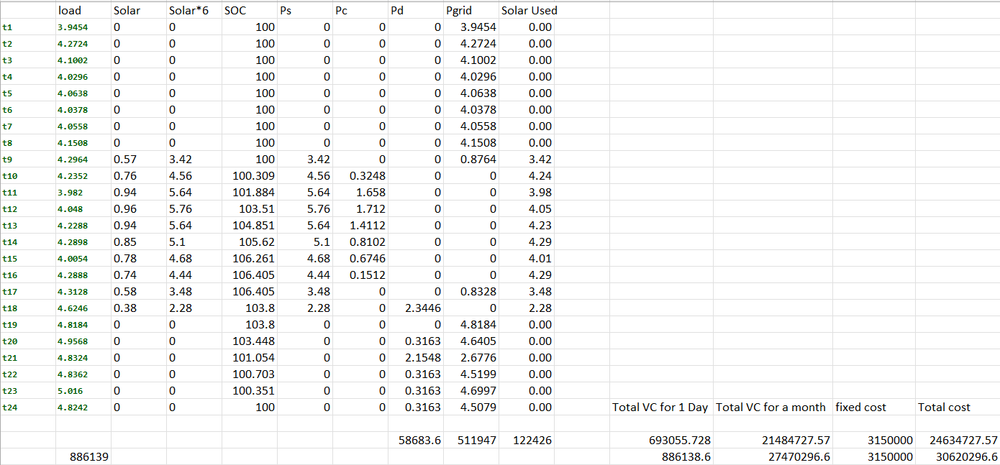 load Solar Solar*6 SOC Ps Pc Pd Pgrid Solar Used
t1 3.9454 0 0 100 0 0 0 3.9454 0.00
t2 4.2724 0 0 100 0 0 0 4.2724 0.00
t3 4.1002 0 0 100 0 0 0 4.1002 0.00
t4 4.0296 0 0 100 0 0 0 4.0296 0.00
t5 4.0638 0 0 100 0 0 0 4.0638 0.00
t6 4.0378 0 0 100 0 0 0 4.0378 0.00
t7 4.0558 0 0 100 0 0 0 4.0558 0.00
t8 4.1508 0 0 100 0 0 0 4.1508 0.00
t9 4.2964 0.57 3.42 100 3.42 0 0 0.8764 3.42
t10 4.2352 0.76 4.56 100.309 4.56 0.3248 0 0 4.24
t11 3.982 0.94 5.64 101.884 5.64 1.658 0 0 3.98
t12 4.048 0.96 5.76 103.51 5.76 1.712 0 0 4.05
t13 4.2288 0.94 5.64 104.851 5.64 1.4112 0 0 4.23
t14 4.2898 0.85 5.1 105.62 5.1 0.8102 0 0 4.29
t15 4.0054 0.78 4.68 106.261 4.68 0.6746 0 0 4.01
t16 4.2888 0.74 4.44 106.405 4.44 0.1512 0 0 4.29
t17 4.3128 0.58 3.48 106.405 3.48 0 0 0.8328 3.48
t18 4.6246 0.38 2.28 103.8 2.28 0 2.3446 0 2.28
t19 4.8184 0 0 103.8 0 0 0 4.8184 0.00
t20 4.9568 0 0 103.448 0 0 0.3163 4.6405 0.00
t21 4.8324 0 0 101.054 0 0 2.1548 2.6776 0.00
t22 4.8362 0 0 100.703 0 0 0.3163 4.5199 0.00
t23 5.016 0 0 100.351 0 0 0.3163 4.6997 0.00
t24 4.8242 0 0 100 0 0 0.3163 4.5079 0.00 Total VC for 1 Day Total VC for a month fixed cost Total cost
58683.6 511947 122426 693055.728 21484727.57 3150000 24634727.57
886139 886138.6 27470296.6 3150000 30620296.6